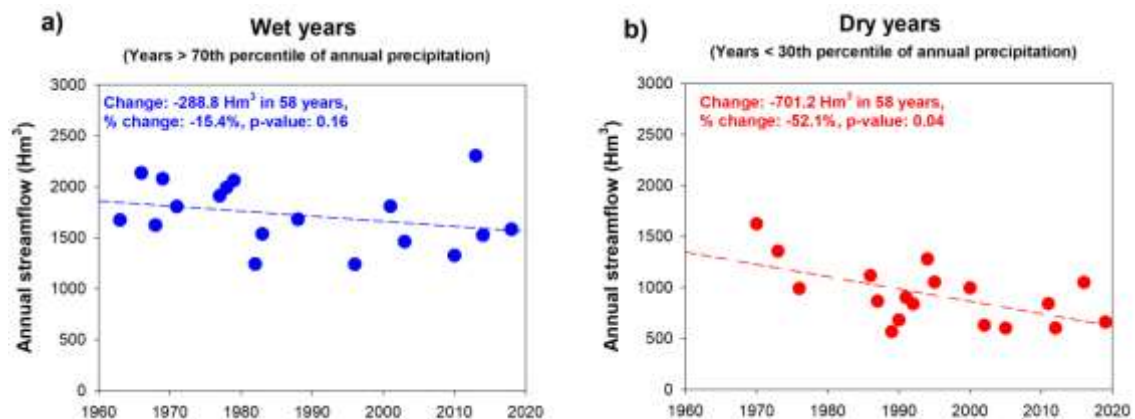 a)
Wet years
(Years > 70th percentile of annual precipitation)
Change: -288.8 Hm³ in 58 years,
% change: -15.4%, p-value: 0.16
Annual streamflow (Hm³)
3000
2500
2000
1500
1000
500
0
1960 1970 1980 1990 2000 2010 2020
b)
Dry years
(Years < 30th percentile of annual precipitation)
Change: -701.2 Hm³ in 58 years,
% change: -52.1%, p-value: 0.04
Annual streamflow (Hm³)
3000
2500
2000
1500
1000
500
0
1960 1970 1980 1990 2000 2010 2020